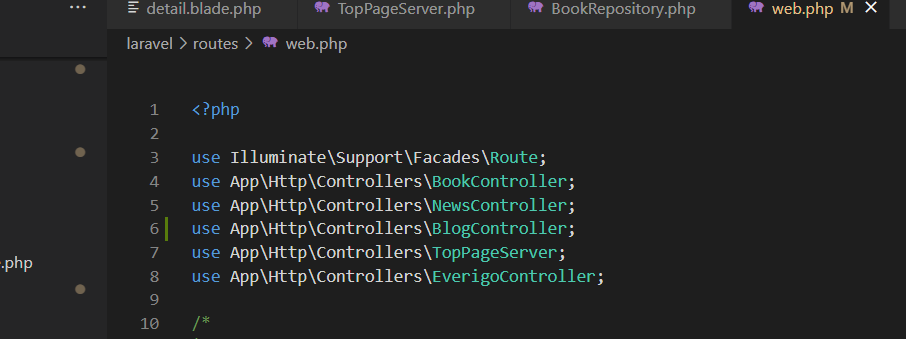 ... detail.blade.php TopPageServer.php BookRepository.php web.php M ×
laravel > routes > web.php
1 <?php
2
3 use Illuminate\Support\Facades\Route;
4 use App\Http\Controllers\BookController;
5 use App\Http\Controllers\NewsController;
6 use App\Http\Controllers\BlogController;
7 use App\Http\Controllers\TopPageServer;
.php
8 use App\Http\Controllers\EverigoController;
9
10 /*